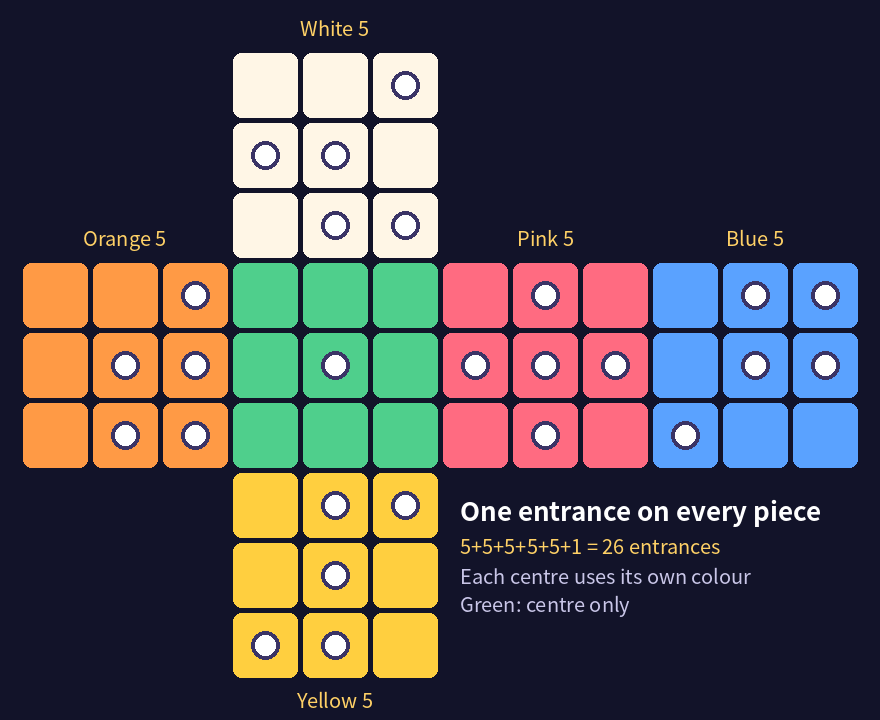 White 5
Orange 5
Pink 5
Blue 5
One entrance on every piece
5+5+5+5+5+1 = 26 entrances
Each centre uses its own colour
Green: centre only
Yellow 5